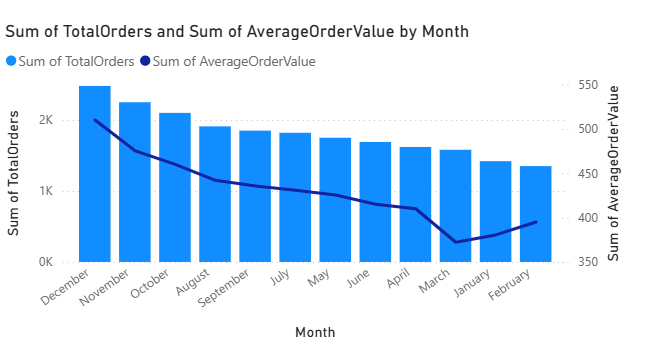 Sum of TotalOrders and Sum of AverageOrderValue by Month
Sum of TotalOrders Sum of AverageOrderValue
Sum of TotalOrders
2K
1K
0K
550
500
450
400
350
Sum of AverageOrderValue
December
November
October
August
September
July
May
June
April
March
January
February
Month